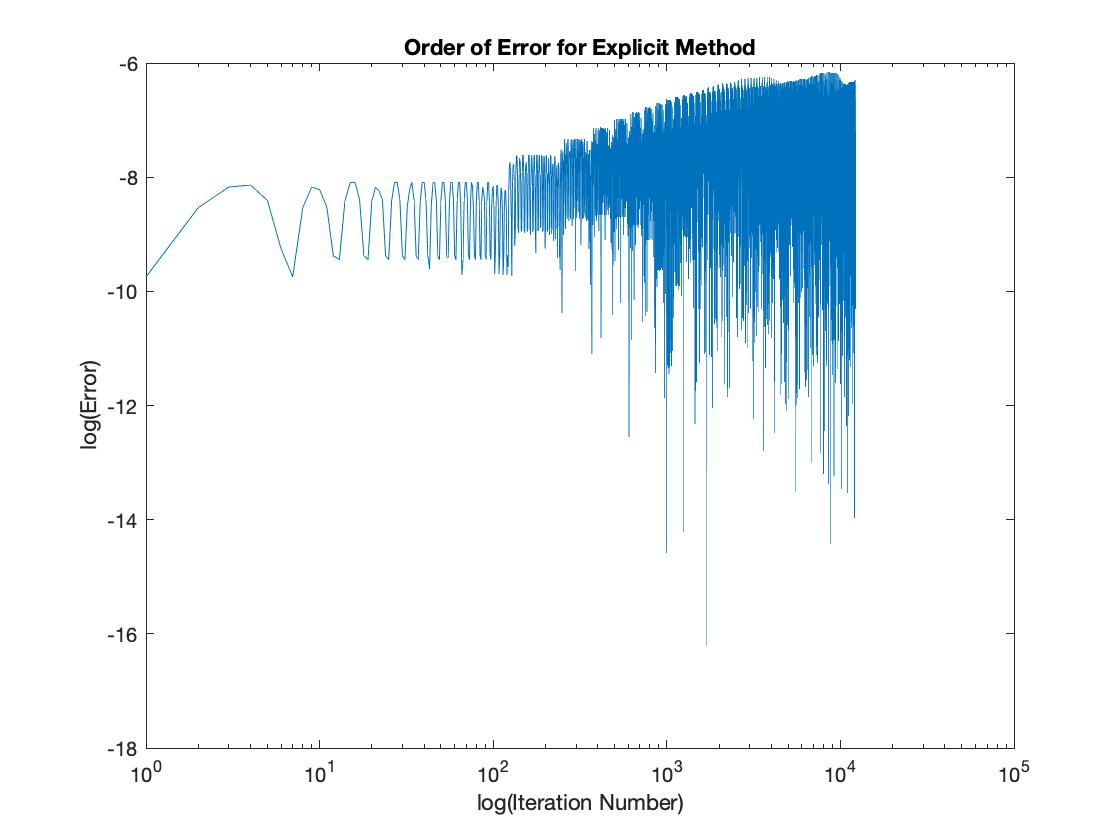 Order of Error for Explicit Method
-6
-8
-10
-12
-14
-16
-18
log(Error)
10^0 10^1 10^2 10^3 10^4 10^5
log(Iteration Number)